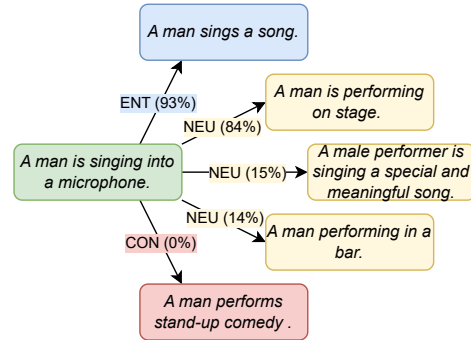 A man sings a song.
ENT (93%)
A man is performing
on stage.
NEU (84%)
A man is singing into
a microphone.
NEU (15%)
A male performer is
singing a special and
meaningful song.
NEU (14%)
A man performing in a
bar.
CON (0%)
A man performs
stand-up comedy .